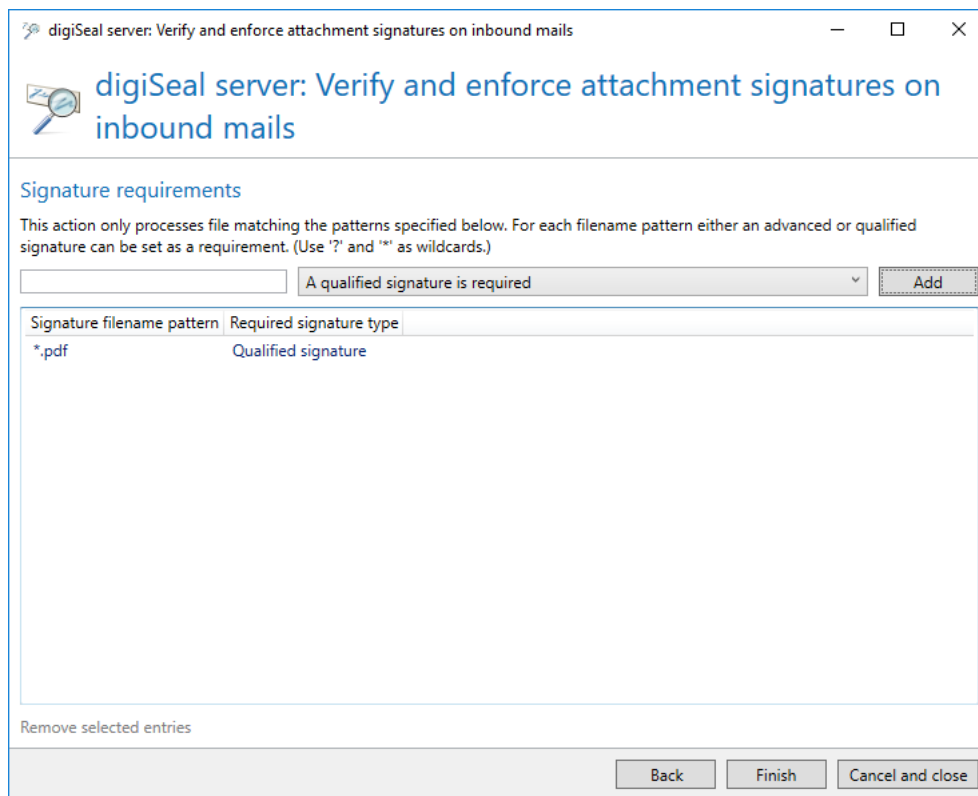 digiSeal server: Verify and enforce attachment signatures on inbound mails
digiSeal server: Verify and enforce attachment signatures on
inbound mails
Signature requirements
This action only processes file matching the patterns specified below. For each filename pattern either an advanced or qualified
signature can be set as a requirement. (Use '?' and '*' as wildcards.)
A qualified signature is required
Add
Signature filename pattern Required signature type
*.pdf Qualified signature
Remove selected entries
Back Finish Cancel and close